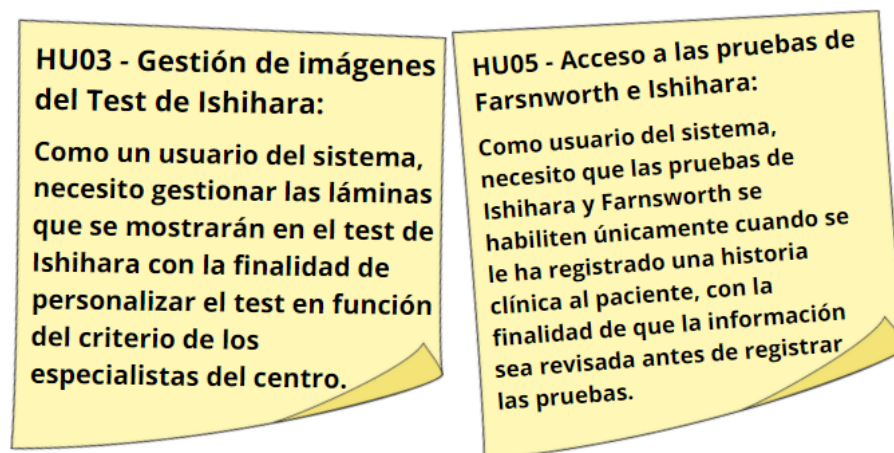 HU03 - Gestión de imágenes
del Test de Ishihara:
Como un usuario del sistema,
necesito gestionar las láminas
que se mostrarán en el test de
Ishihara con la finalidad de
personalizar el test en función
del criterio de los
especialistas del centro.
HU05 - Acceso a las pruebas de
Farsnworth e Ishihara:
Como usuario del sistema,
necesito que las pruebas de
Ishihara y Farnsworth se
habiliten únicamente cuando se
le ha registrado una historia
clínica al paciente, con la
finalidad de que la información
sea revisada antes de registrar
las pruebas.